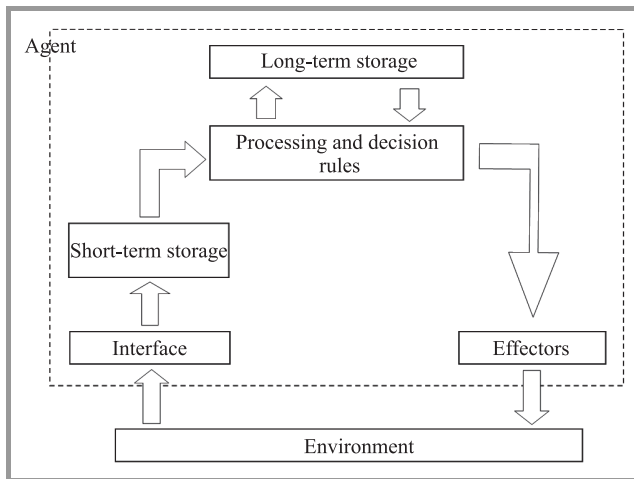 Agent
Long-term storage
Processing and decision
rules
Short-term storage
Interface
Effectors
Environment